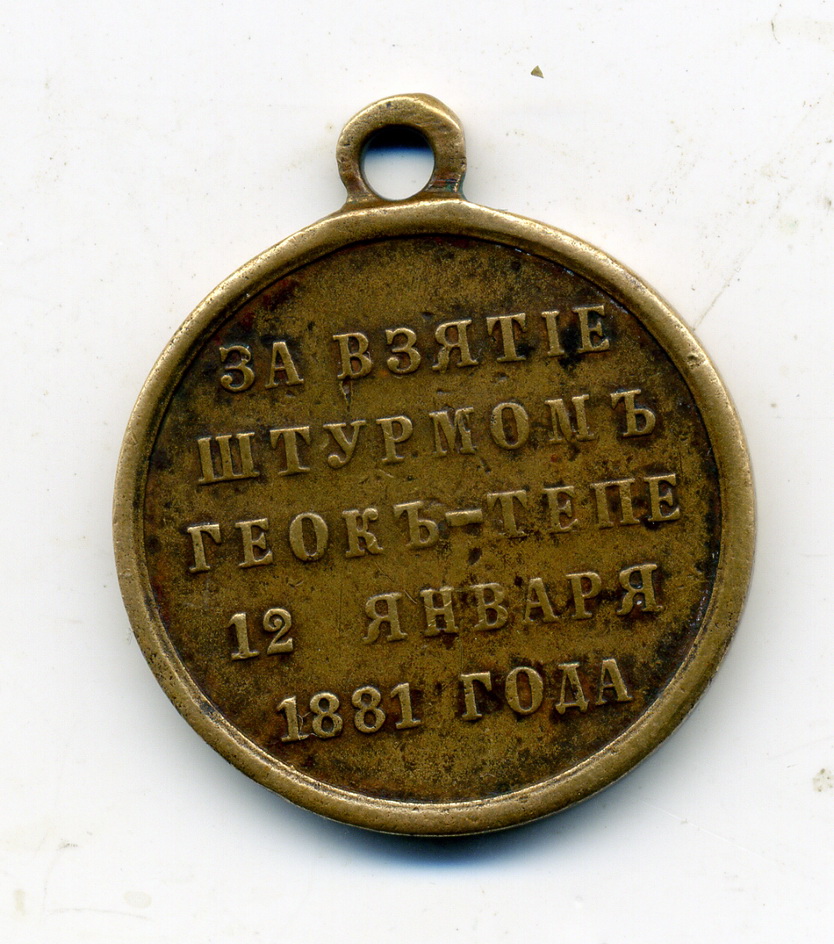 ЗА ВЗЯТІЕ
ШТУРМОМЪ
ГЕОКЪ-ТЕПЕ
12 ЯНВАРЯ
1881 ГОДА